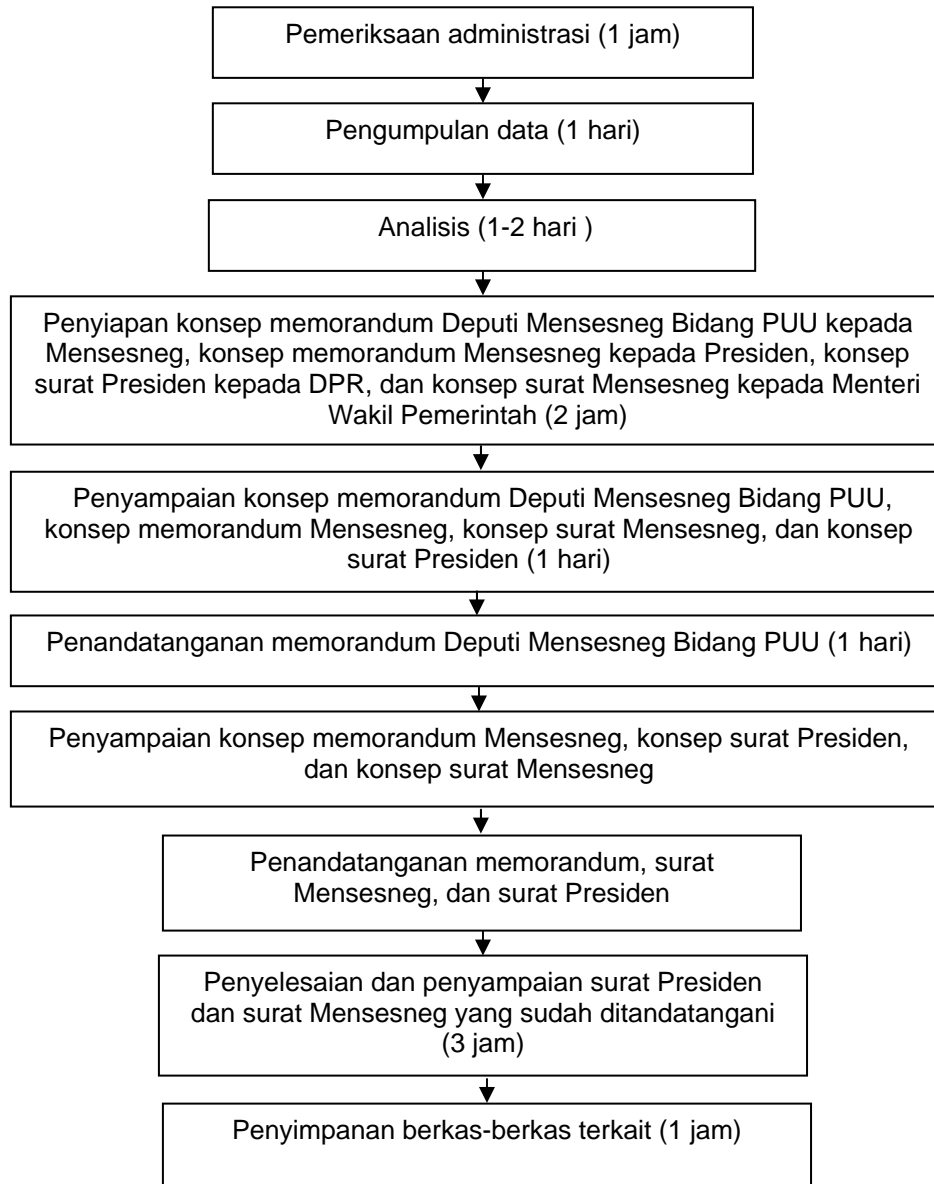 Pemeriksaan administrasi (1 jam)
Pengumpulan data (1 hari)
Analisis (1-2 hari )
Penyiapan konsep memorandum Deputi Mensesneg Bidang PUU kepada
Mensesneg, konsep memorandum Mensesneg kepada Presiden, konsep
surat Presiden kepada DPR, dan konsep surat Mensesneg kepada Menteri
Wakil Pemerintah (2 jam)
Penyampaian konsep memorandum Deputi Mensesneg Bidang PUU,
konsep memorandum Mensesneg, konsep surat Mensesneg, dan konsep
surat Presiden (1 hari)
Penandatanganan memorandum Deputi Mensesneg Bidang PUU (1 hari)
Penyampaian konsep memorandum Mensesneg, konsep surat Presiden,
dan konsep surat Mensesneg
Penandatanganan memorandum, surat
Mensesneg, dan surat Presiden
Penyelesaian dan penyampaian surat Presiden
dan surat Mensesneg yang sudah ditandatangani
(3 jam)
Penyimpanan berkas-berkas terkait (1 jam)